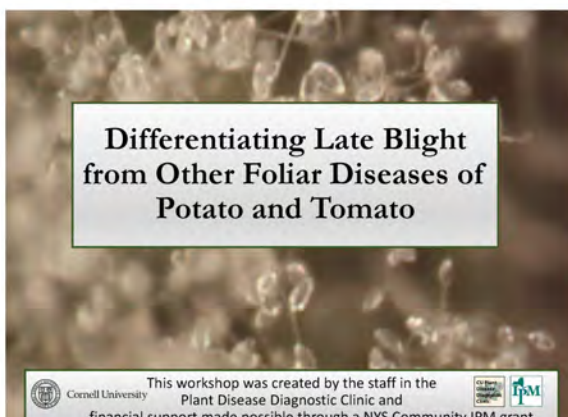 Differentiating Late Blight
from Other Foliar Diseases of
Potato and Tomato
Cornell University
This workshop was created by the staff in the
Plant Disease Diagnostic Clinic and
financial support made possible through a NYS Community IPM grant
IPM